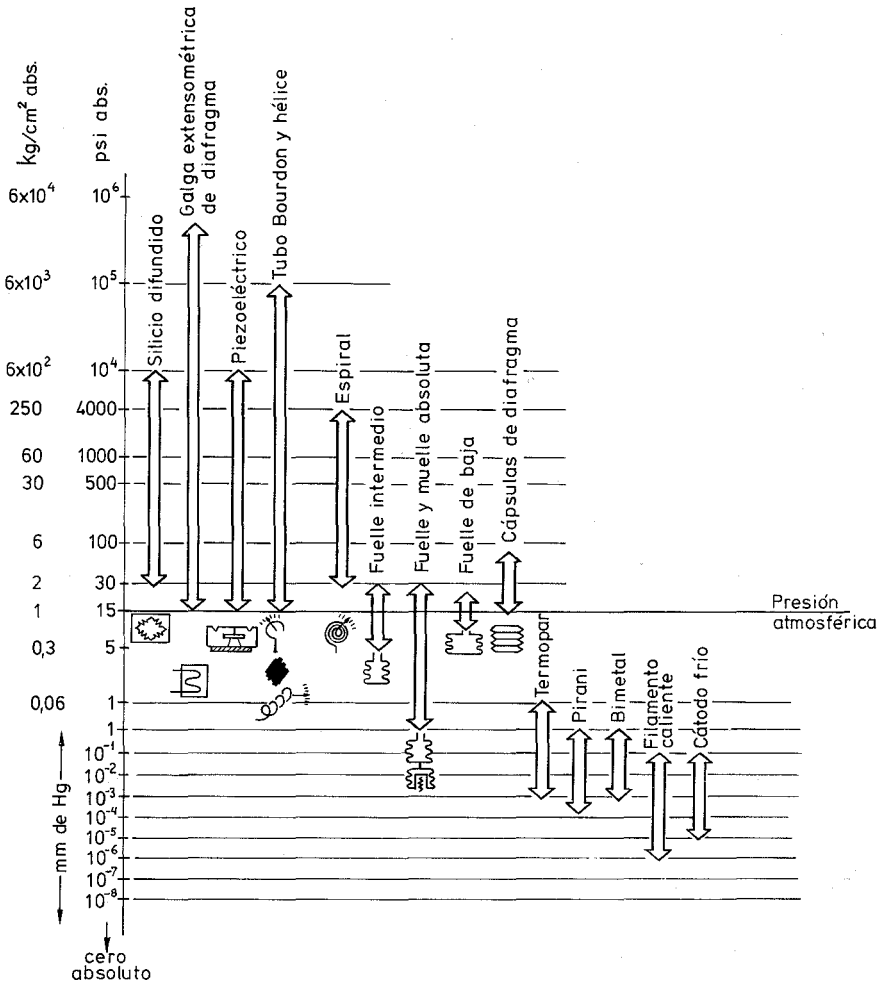 kg/cm² abs.
psi abs.
6x10⁴
10⁶
6x10³
10⁵
6x10²
10⁴
250
4000
60
1000
30
500
6
100
2
30
1
15
0,3
5
0,06
1
1
10⁻¹
10⁻²
10⁻³
10⁻⁴
10⁻⁵
10⁻⁶
10⁻⁷
10⁻⁸
mm de Hg
cero
absoluto
Silicio difundido
Galga extensométrica
de diafragma
Piezoeléctrico
Tubo Bourdon y hélice
Espiral
Fuelle intermedio
Fuelle y muelle absoluta
Fuelle de baja
Cápsulas de diafragma
Presión
atmosférica
Termopar
Pirani
Bimetal
Filamento
caliente
Cátodo frío